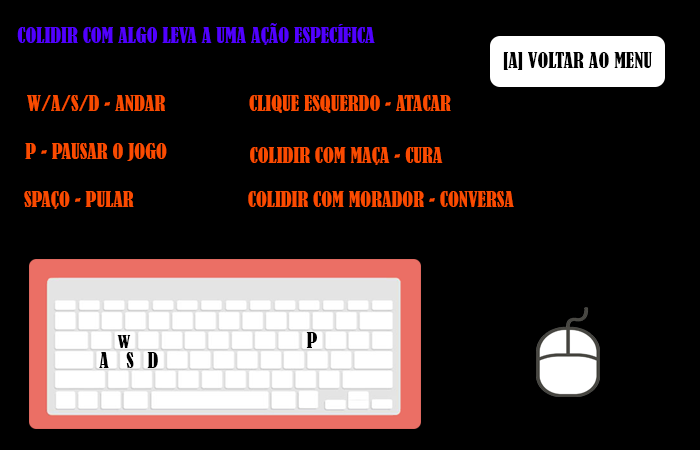 COLIDIR COM ALGO LEVA A UMA AÇÃO ESPECÍFICA
[A] VOLTAR AO MENU
W/A/S/D - ANDAR
CLIQUE ESQUERDO - ATACAR
P - PAUSAR O JOGO
COLIDIR COM MAÇA - CURA
SPAÇO - PULAR
COLIDIR COM MORADOR - CONVERSA
W
P
A S D